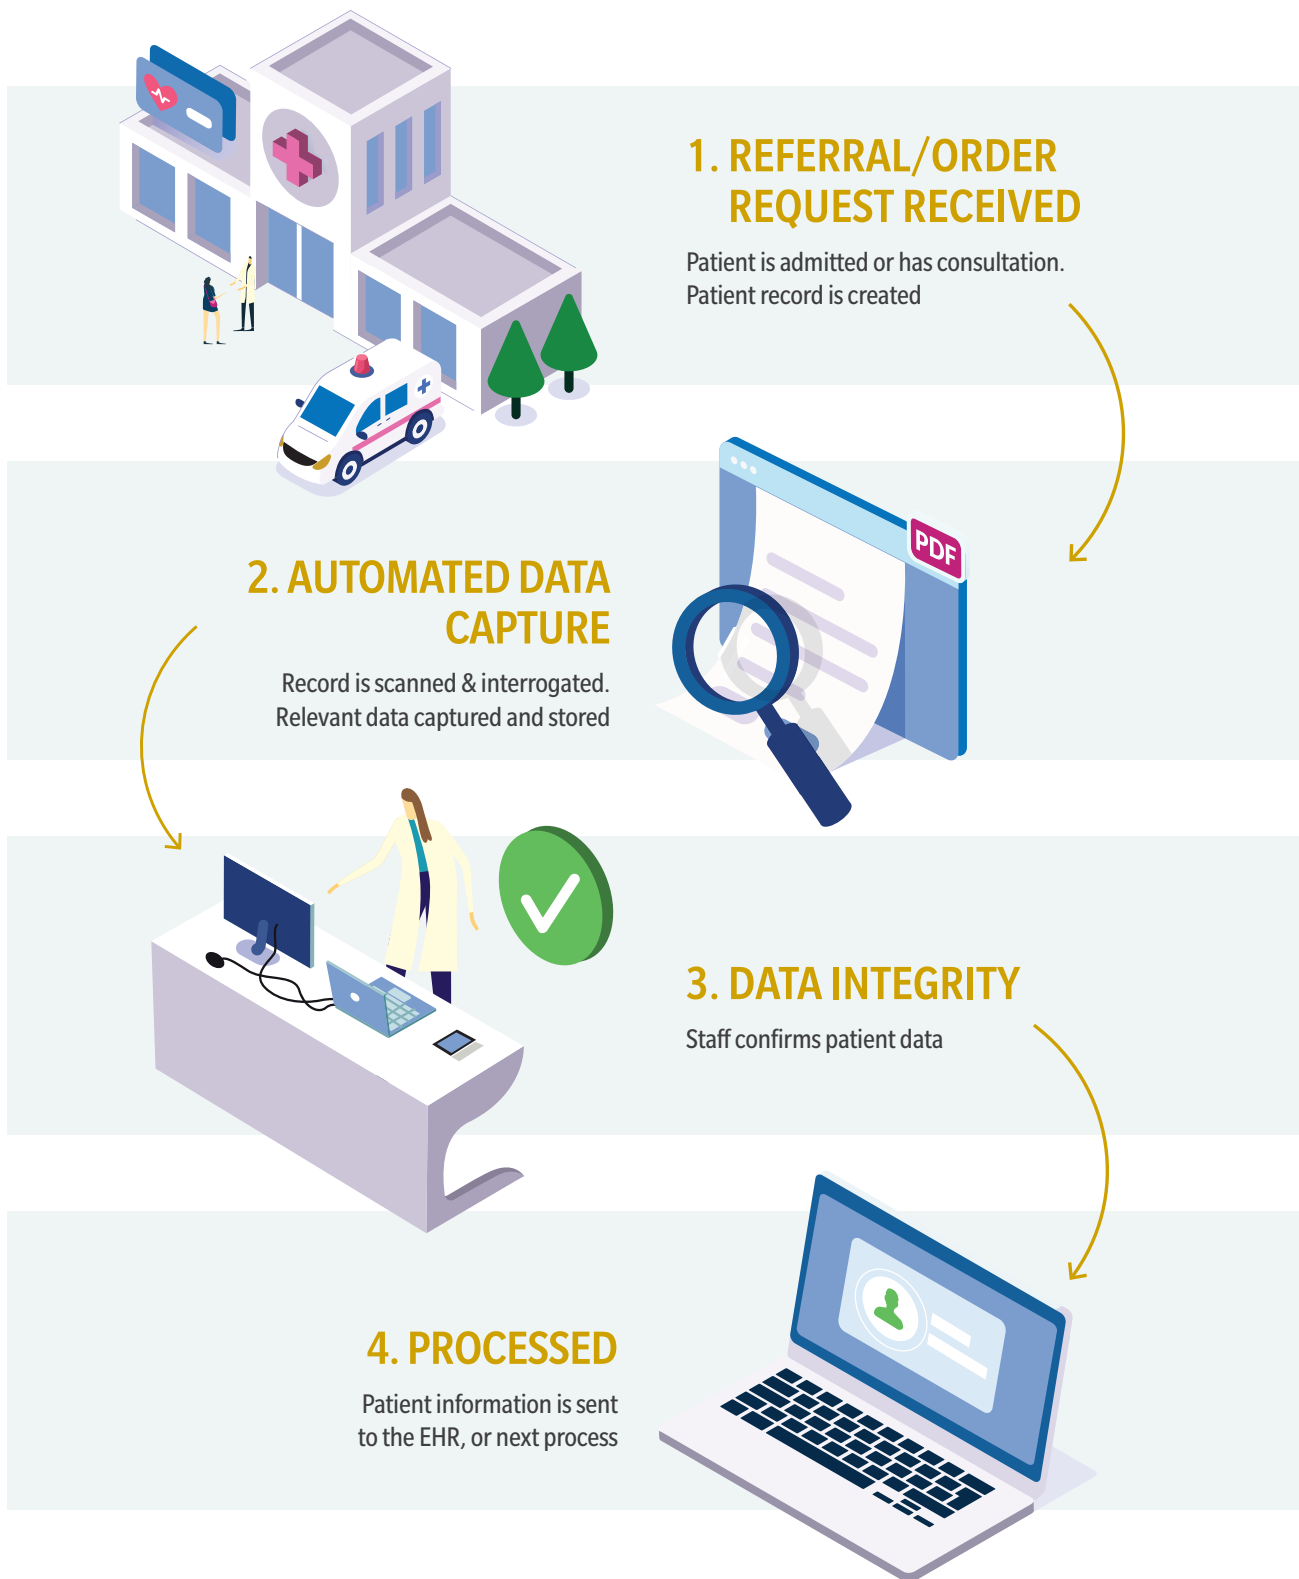 1. REFERRAL/ORDER
REQUEST RECEIVED
Patient is admitted or has consultation.
Patient record is created
PDF
2. AUTOMATED DATA
CAPTURE
Record is scanned & interrogated.
Relevant data captured and stored
3. DATA INTEGRITY
Staff confirms patient data
4. PROCESSED
Patient information is sent
to the EHR, or next process